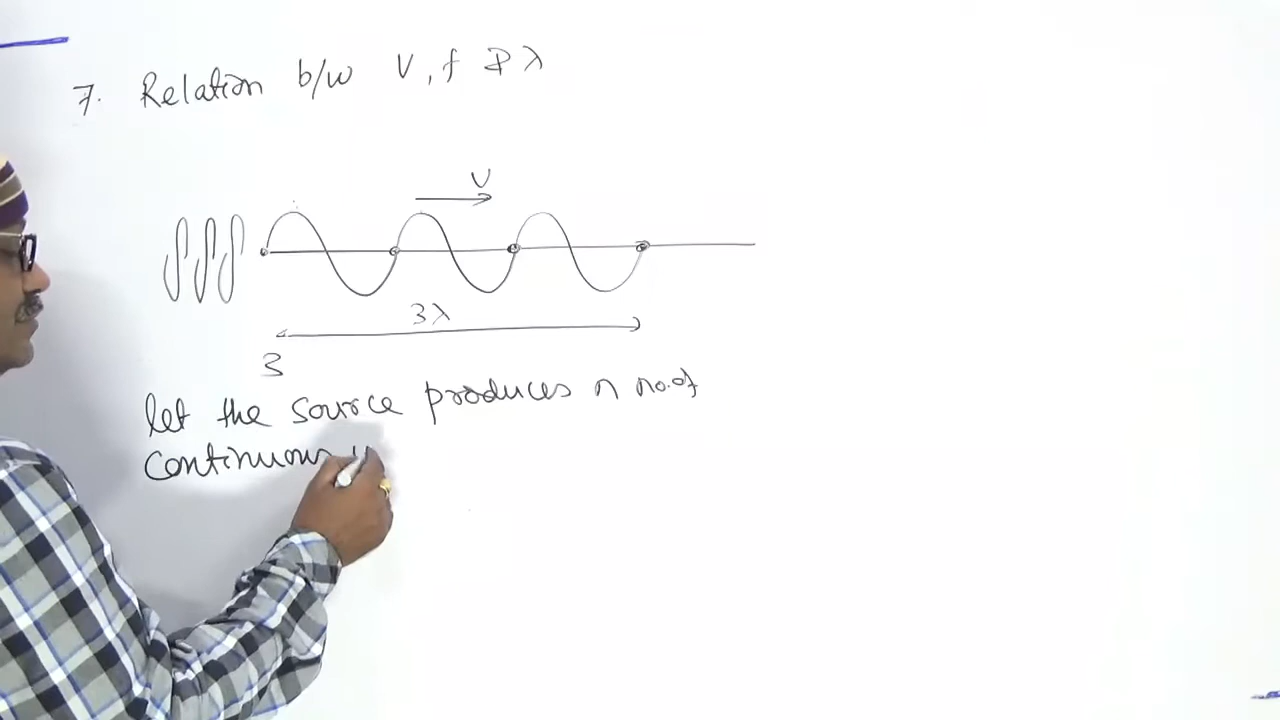 7. Relation b/w V, f & λ
V
3λ
3
let the source produces n no. of
continuous